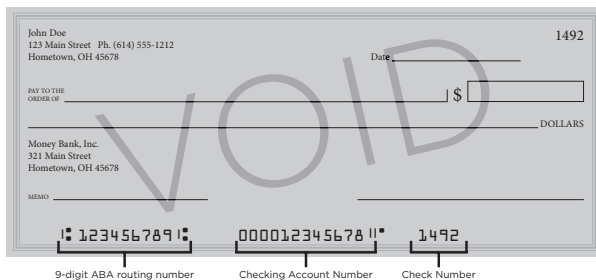 John Doe
123 Main Street Ph. (614) 555-1212
Hometown, OH 45678
1492
Date
PAY TO THE
ORDER OF
$
DOLLARS
VOID
Money Bank, Inc.
321 Main Street
Hometown, OH 45678
MEMO
⑆123456789⑆ 000012345678⑈ 1492
9-digit ABA routing number Checking Account Number Check Number